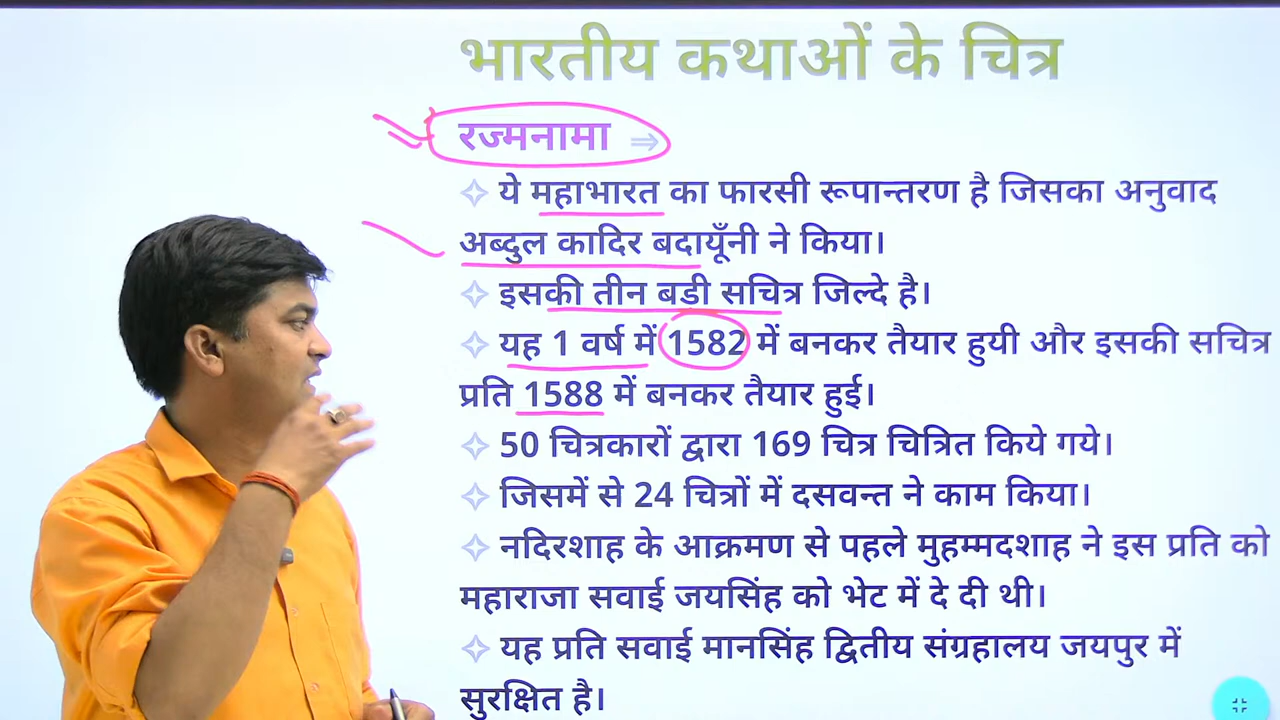 भारतीय कथाओं के चित्र
रज्मनामा ⇒
✧ ये महाभारत का फारसी रूपान्तरण है जिसका अनुवाद
अब्दुल कादिर बदायूँनी ने किया।
✧ इसकी तीन बडी सचित्र जिल्दे है।
✧ यह 1 वर्ष में 1582 में बनकर तैयार हुयी और इसकी सचित्र
प्रति 1588 में बनकर तैयार हुई।
✧ 50 चित्रकारों द्वारा 169 चित्र चित्रित किये गये।
✧ जिसमें से 24 चित्रों में दसवन्त ने काम किया।
✧ नदिरशाह के आक्रमण से पहले मुहम्मदशाह ने इस प्रति को
महाराजा सवाई जयसिंह को भेट में दे दी थी।
✧ यह प्रति सवाई मानसिंह द्वितीय संग्रहालय जयपुर में
सुरक्षित है।